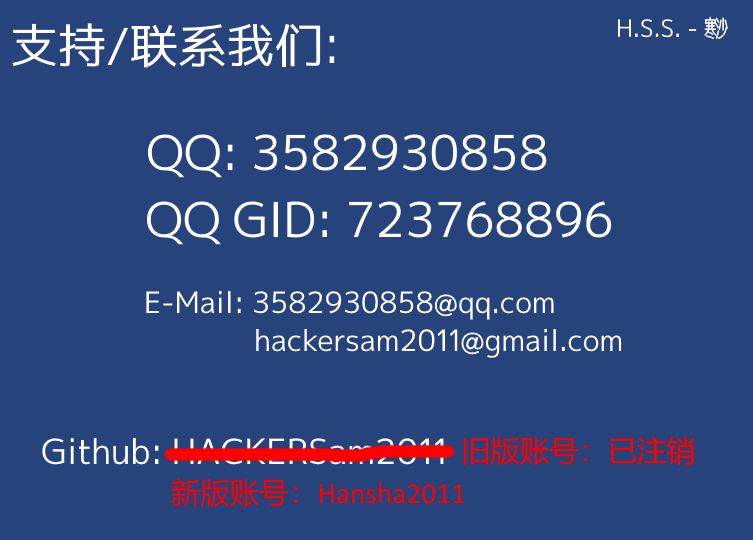 支持/联系我们:
H.S.S. -
QQ: 3582930858
QQ GID: 723768896
E-Mail: 3582930858@qq.com
hackersam2011@gmail.com
Github: HACKERSam2011 旧版账号：已注销
新版账号：Hansha2011